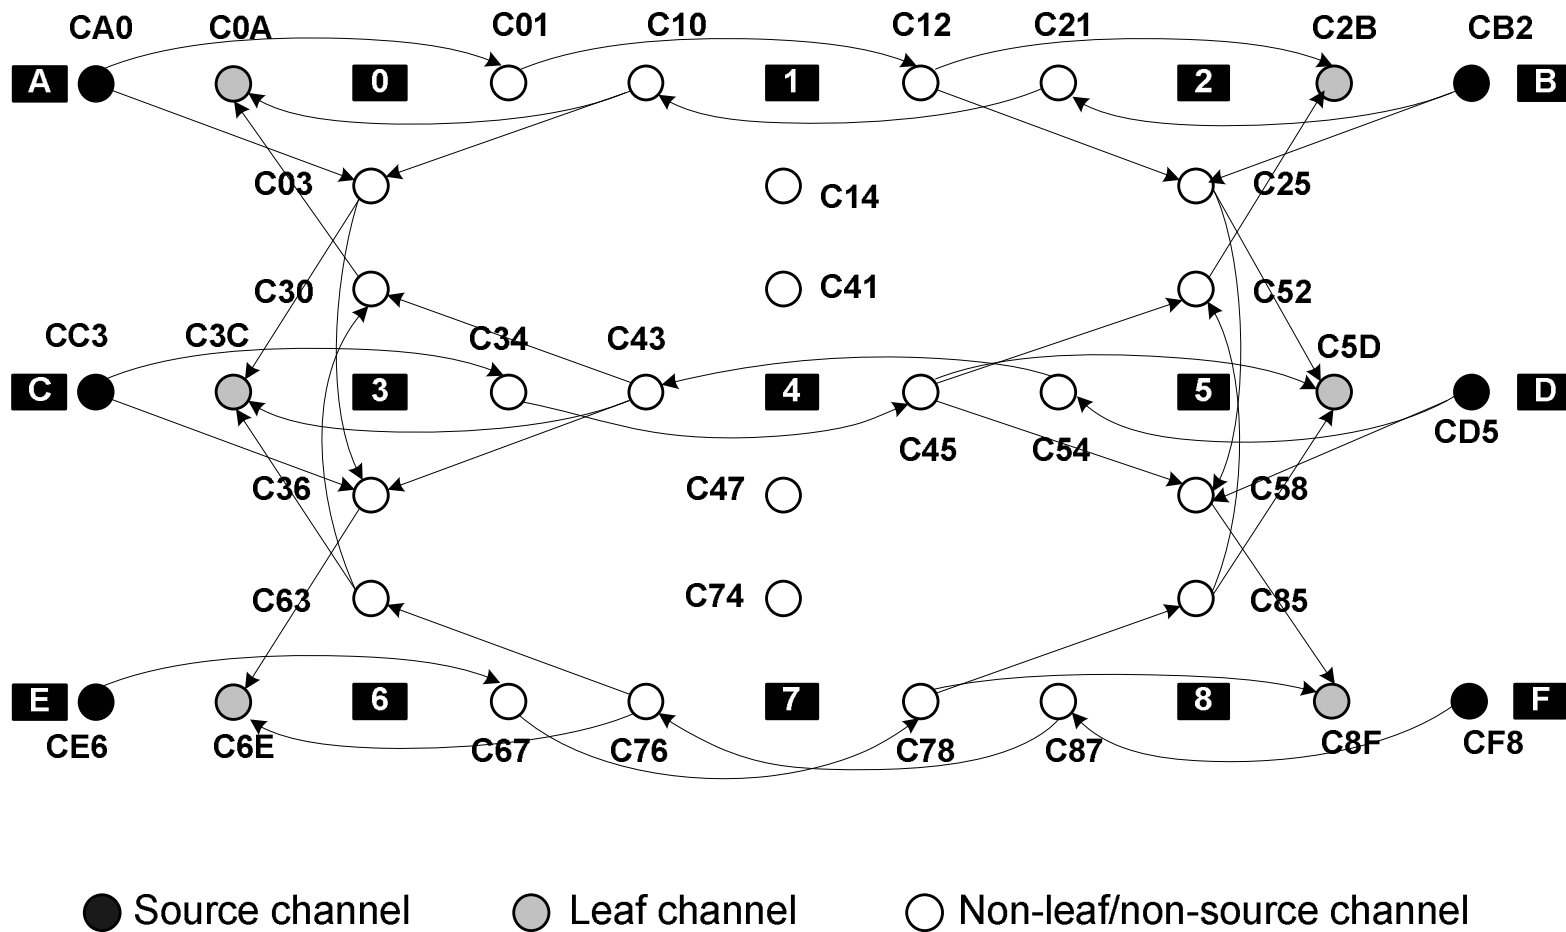 CA0 C0A C01 C10 C12 C21 C2B CB2
A 0 1 2 B
C03 C14 C25
C30 C41 C52
CC3 C3C C34 C43 C5D
C 3 4 5 D
C45 C54 CD5
C36 C47 C58
C63 C74 C85
E 6 7 8 F
CE6 C6E C67 C76 C78 C87 C8F CF8
Source channel Leaf channel Non-leaf/non-source channel